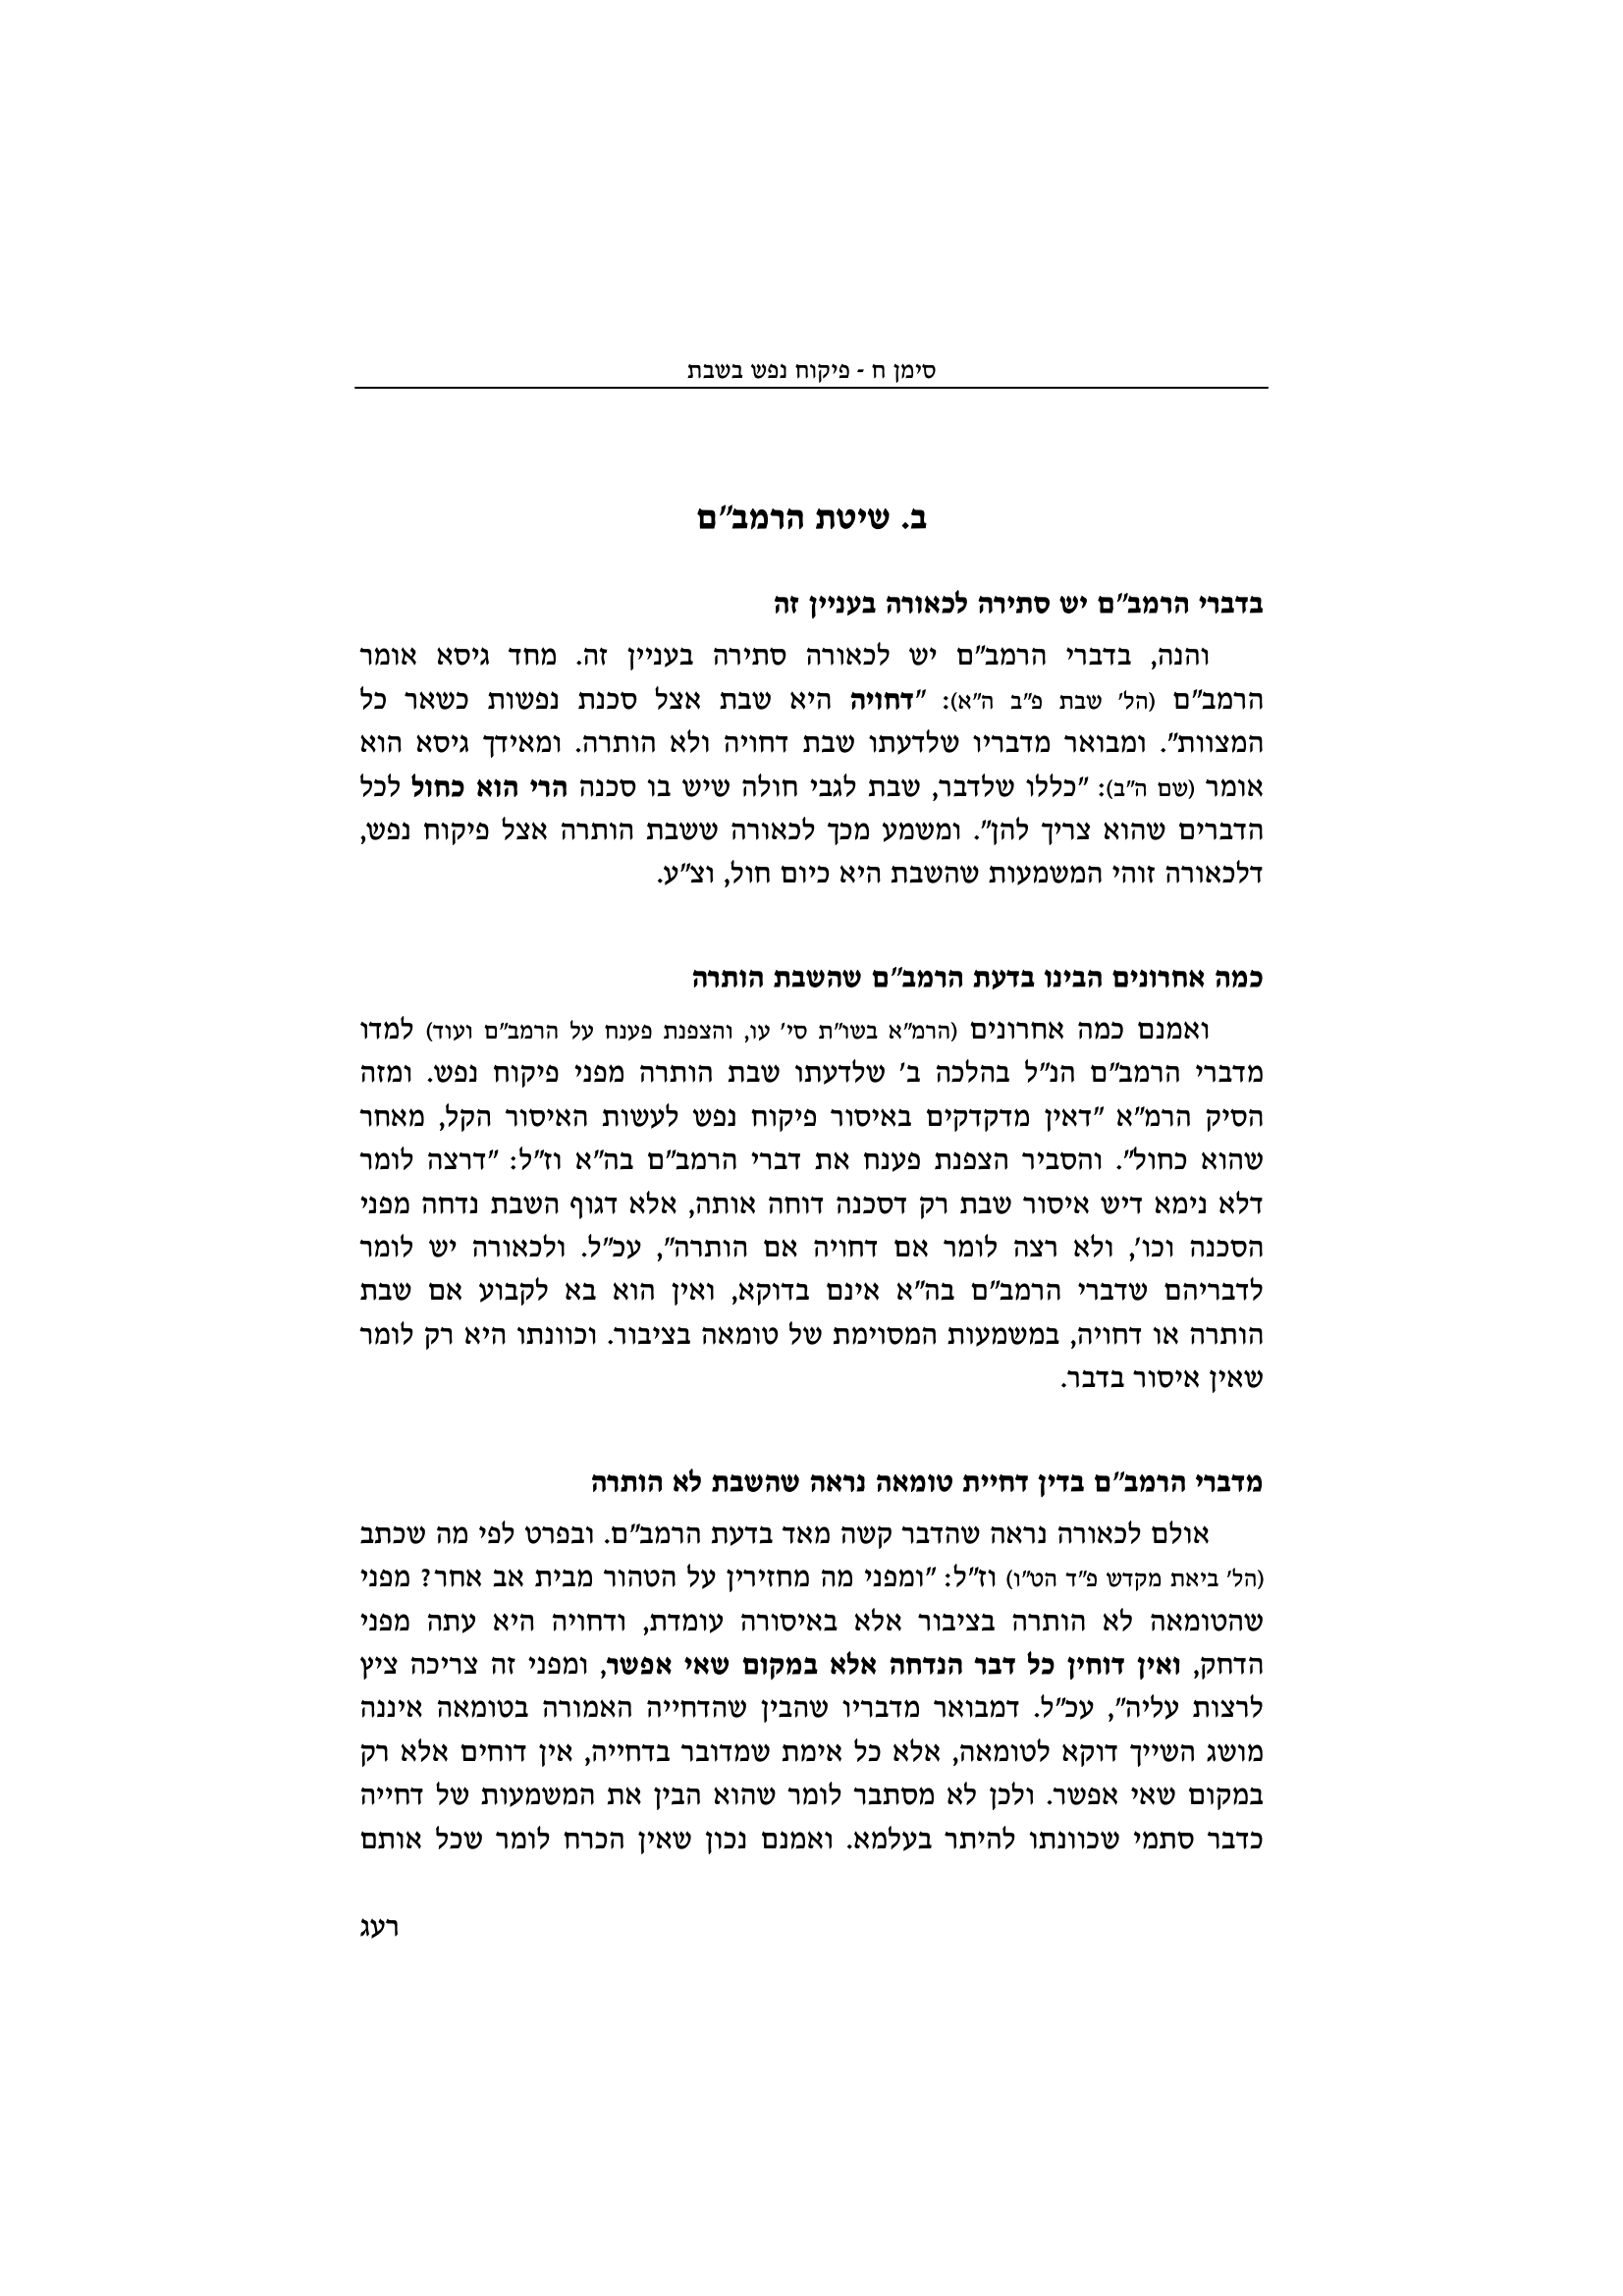 סימן ח - פיקוח נפש בשבת
ב. שיטת הרמב"ם
בדברי הרמב"ם יש סתירה לכאורה בעניין זה
והנה, בדברי הרמב"ם יש לכאורה סתירה בעניין זה. מחד גיסא אומר
הרמב"ם (הל' שבת פ"ב ה"א): "דחויה היא שבת אצל סכנת נפשות כשאר כל
המצוות". ומבואר מדבריו שלדעתו שבת דחויה ולא הותרה. ומאידך גיסא הוא
אומר (שם ה"ב): "כללו שלדבר, שבת לגבי חולה שיש בו סכנה הרי הוא כחול לכל
הדברים שהוא צריך להן". ומשמע מכך לכאורה ששבת הותרה אצל פיקוח נפש,
דלכאורה זוהי המשמעות שהשבת היא כיום חול, וצ"ע.
כמה אחרונים הבינו בדעת הרמב"ם שהשבת הותרה
ואמנם כמה אחרונים (הרמ"א בשו"ת סי' עו, והצפנת פענח על הרמב"ם ועוד) למדו
מדברי הרמב"ם הנ"ל בהלכה ב' שלדעתו שבת הותרה מפני פיקוח נפש. ומזה
הסיק הרמ"א "דאין מדקדקים באיסור פיקוח נפש לעשות האיסור הקל, מאחר
שהוא כחול". והסביר הצפנת פענח את דברי הרמב"ם בה"א וז"ל: "דרצה לומר
דלא נימא דיש איסור שבת רק דסכנה דוחה אותה, אלא דגוף השבת נדחה מפני
הסכנה וכו', ולא רצה לומר אם דחויה אם הותרה", עכ"ל. ולכאורה יש לומר
לדבריהם שדברי הרמב"ם בה"א אינם בדוקא, ואין הוא בא לקבוע אם שבת
הותרה או דחויה, במשמעות המסוימת של טומאה בציבור. וכוונתו היא רק לומר
שאין איסור בדבר.
מדברי הרמב"ם בדין דחיית טומאה נראה שהשבת לא הותרה
אולם לכאורה נראה שהדבר קשה מאד בדעת הרמב"ם. ובפרט לפי מה שכתב
(הל' ביאת מקדש פ"ד הט"ו) וז"ל: "ומפני מה מחזירין על הטהור מבית אב אחר? מפני
שהטומאה לא הותרה בציבור אלא באיסורה עומדת, ודחויה היא עתה מפני
הדחק, ואין דוחין כל דבר הנדחה אלא במקום שאי אפשר, ומפני זה צריכה ציץ
לרצות עליה", עכ"ל. דמבואר מדבריו שהבין שהדחייה האמורה בטומאה איננה
מושג השייך דוקא לטומאה, אלא כל אימת שמדובר בדחייה, אין דוחים אלא רק
במקום שאי אפשר. ולכן לא מסתבר לומר שהוא הבין את המשמעות של דחייה
כדבר סתמי שכוונתו להיתר בעלמא. ואמנם נכון שאין הכרח לומר שכל אותם
רעג